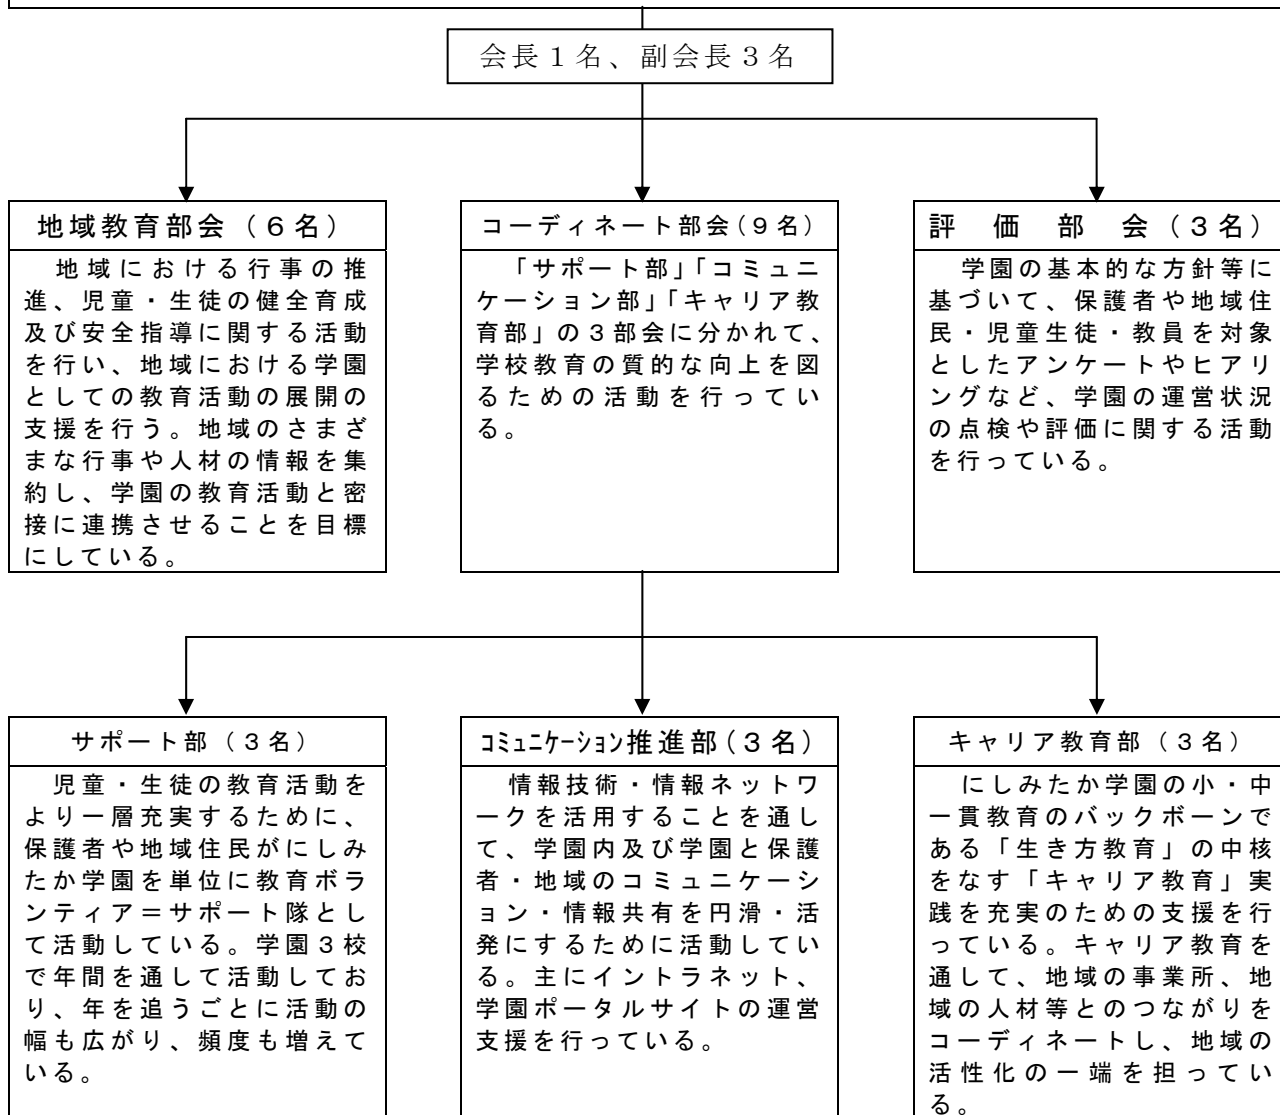 会長1名、副会長3名
地域教育部会（6名）
地域における行事の推
進、児童・生徒の健全育成
及び安全指導に関する活動
を行い、地域における学園
としての教育活動の展開の
支援を行う。地域のさまざ
まな行事や人材の情報を集
約し、学園の教育活動と密
接に連携させることを目標
にしている。
コーディネート部会（9名）
「サポート部」「コミュニ
ケーション部」「キャリア教
育部」の3部会に分かれて、
学校教育の質的な向上を図
るための活動を行ってい
る。
評価部会（3名）
学園の基本的な方針等に
基づいて、保護者や地域住
民・児童生徒・教員を対象
としたアンケートやヒアリ
ングなど、学園の運営状況
の点検や評価に関する活動
を行っている。
サポート部（3名）
児童・生徒の教育活動を
より一層充実するために、
保護者や地域住民がにしみ
たか学園を単位に教育ボラ
ンティア＝サポート隊とし
て活動している。学園3校
で年間を通して活動してお
り、年を追うごとに活動の
幅も広がり、頻度も増えて
いる。
ｺﾐｭﾆｹｰｼｮﾝ推進部（3名）
情報技術・情報ネットワ
ークを活用することを通し
て、学園内及び学園と保護
者・地域のコミュニケーシ
ョン・情報共有を円滑・活
発にするために活動してい
る。主にイントラネット、
学園ポータルサイトの運営
支援を行っている。
キャリア教育部（3名）
にしみたか学園の小・中
一貫教育のバックボーンで
ある「生き方教育」の中核
をなす「キャリア教育」実
践を充実のための支援を行
っている。キャリア教育を
通して、地域の事業所、地
域の人材等とのつながりを
コーディネートし、地域の
活性化の一端を担ってい
る。